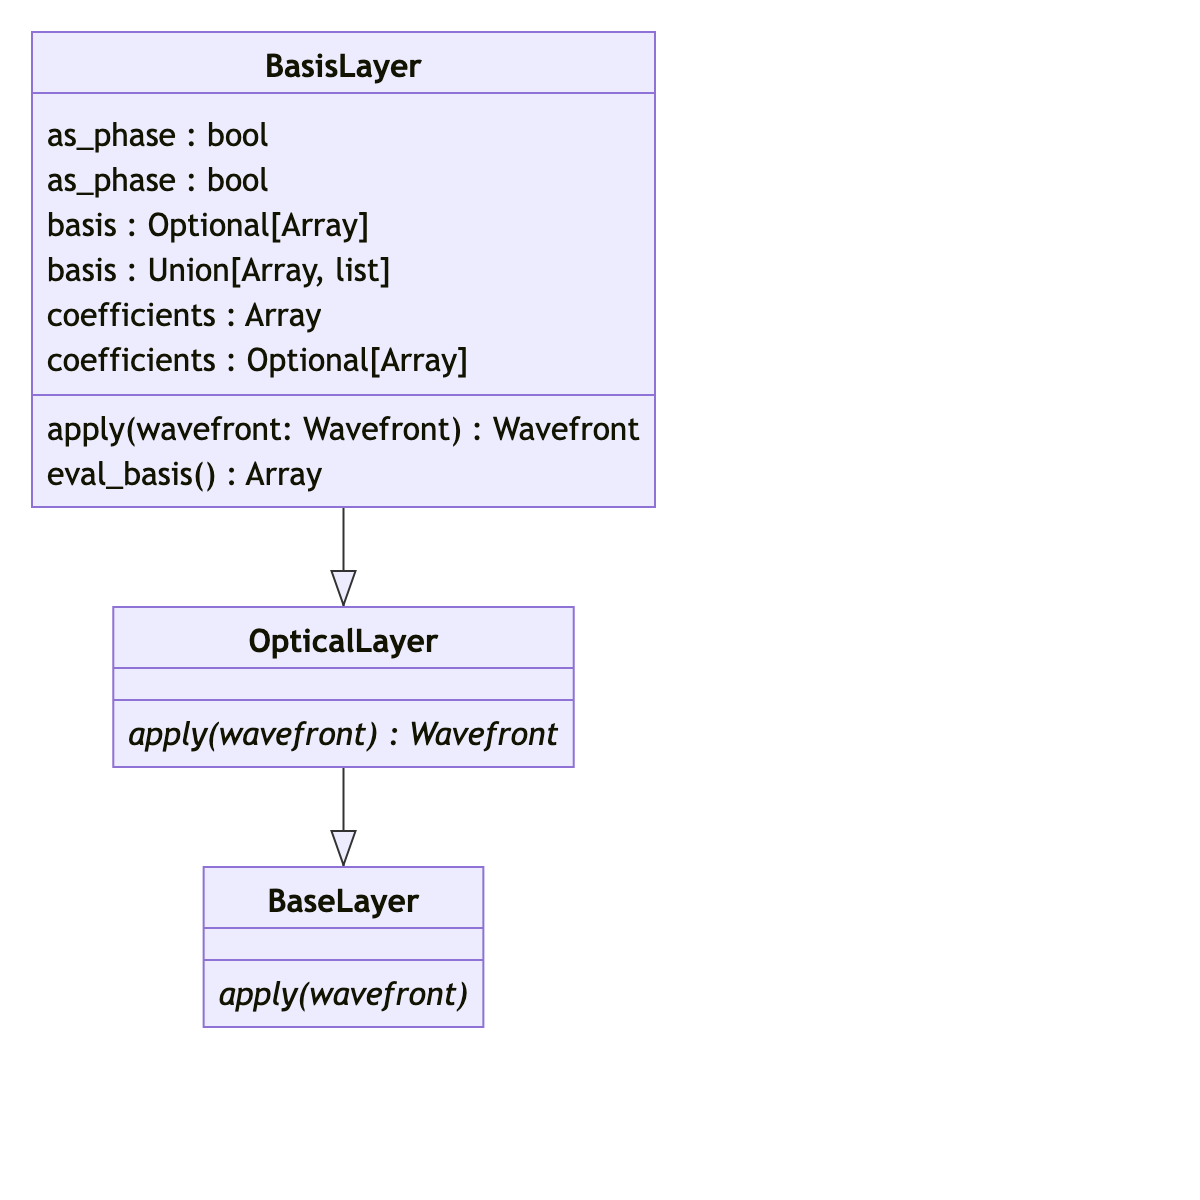 BasisLayer
as_phase : bool
as_phase : bool
basis : Optional[Array]
basis : Union[Array, list]
coefficients : Array
coefficients : Optional[Array]
apply(wavefront: Wavefront) : Wavefront
eval_basis() : Array
OpticalLayer
apply(wavefront) : Wavefront
BaseLayer
apply(wavefront)